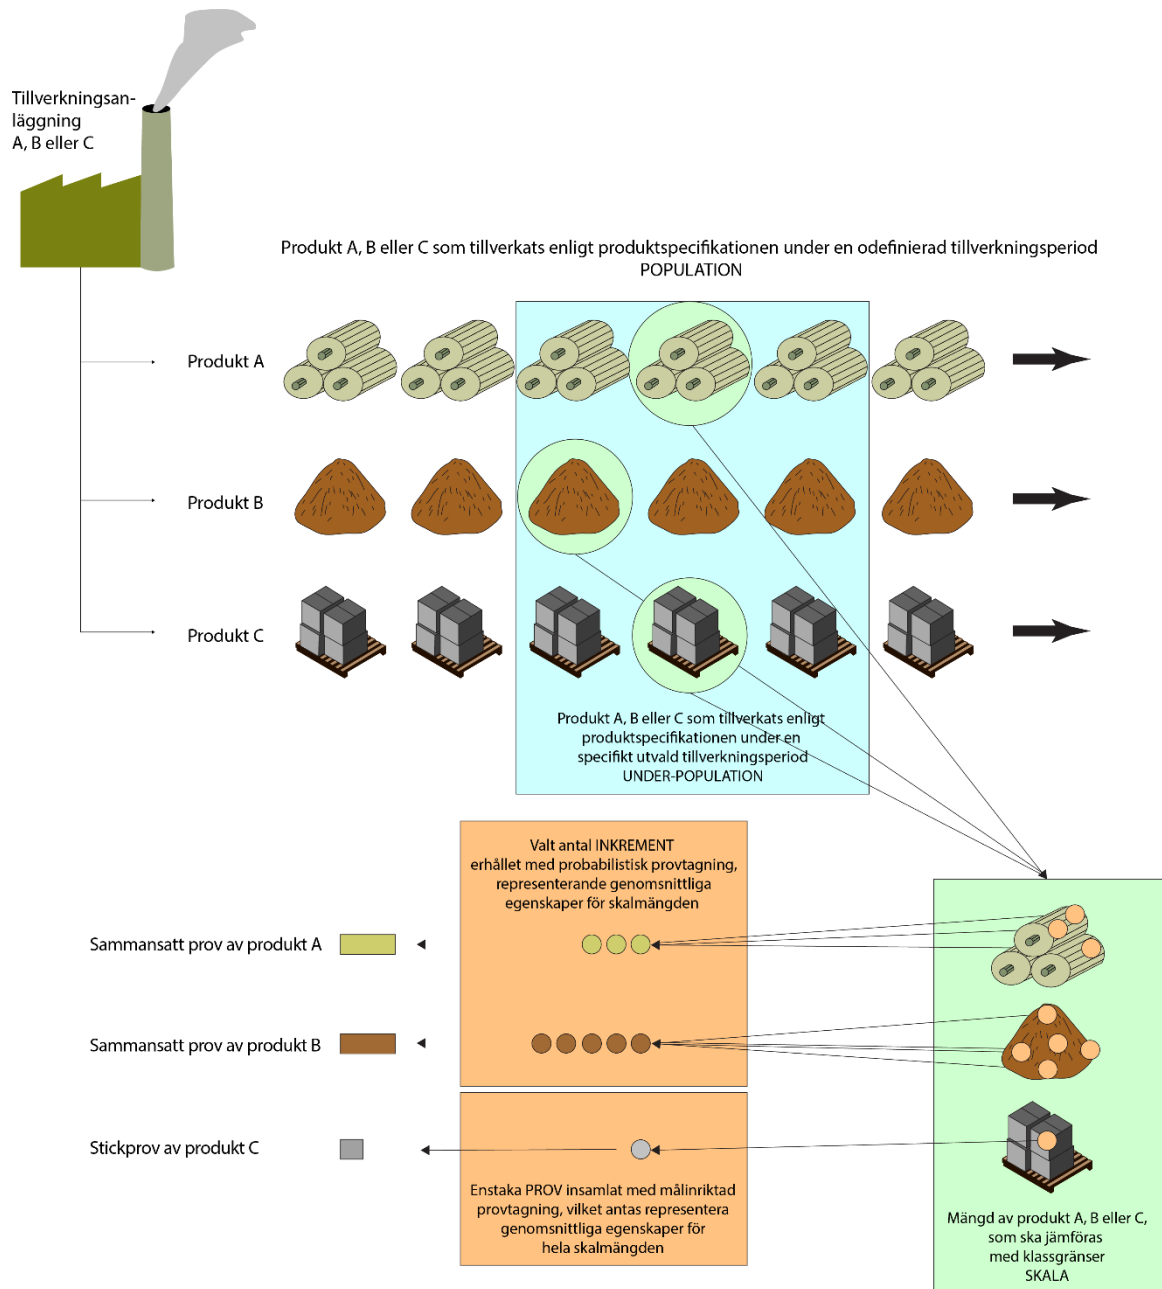 Tillverkningsan-
läggning
A, B eller C
Produkt A, B eller C som tillverkats enligt produktspecifikationen under en odefinierad tillverkningsperiod
POPULATION
Produkt A
Produkt B
Produkt C
Produkt A, B eller C som tillverkats enligt
produktspecifikationen under en
specifikt utvald tillverkningsperiod
UNDER-POPULATION
Valt antal INKREMENT
erhållet med probabilistisk provtagning,
representerande genomsnittliga
egenskaper för skalmängden
Sammansatt prov av produkt A
Sammansatt prov av produkt B
Stickprov av produkt C
Enstaka PROV insamlat med målinriktad
provtagning, vilket antas representera
genomsnittliga egenskaper för
hela skalmängden
Mängd av produkt A, B eller C,
som ska jämföras
med klassgränser
SKALA